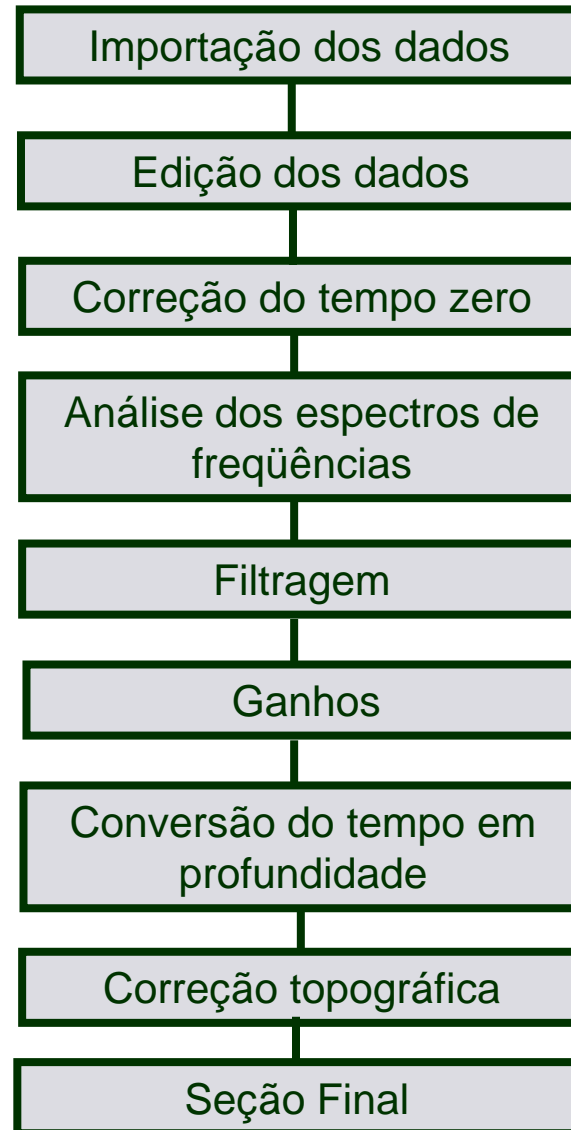 Importação dos dados
Edição dos dados
Correção do tempo zero
Análise dos espectros de
freqüências
Filtragem
Ganhos
Conversão do tempo em
profundidade
Correção topográfica
Seção Final